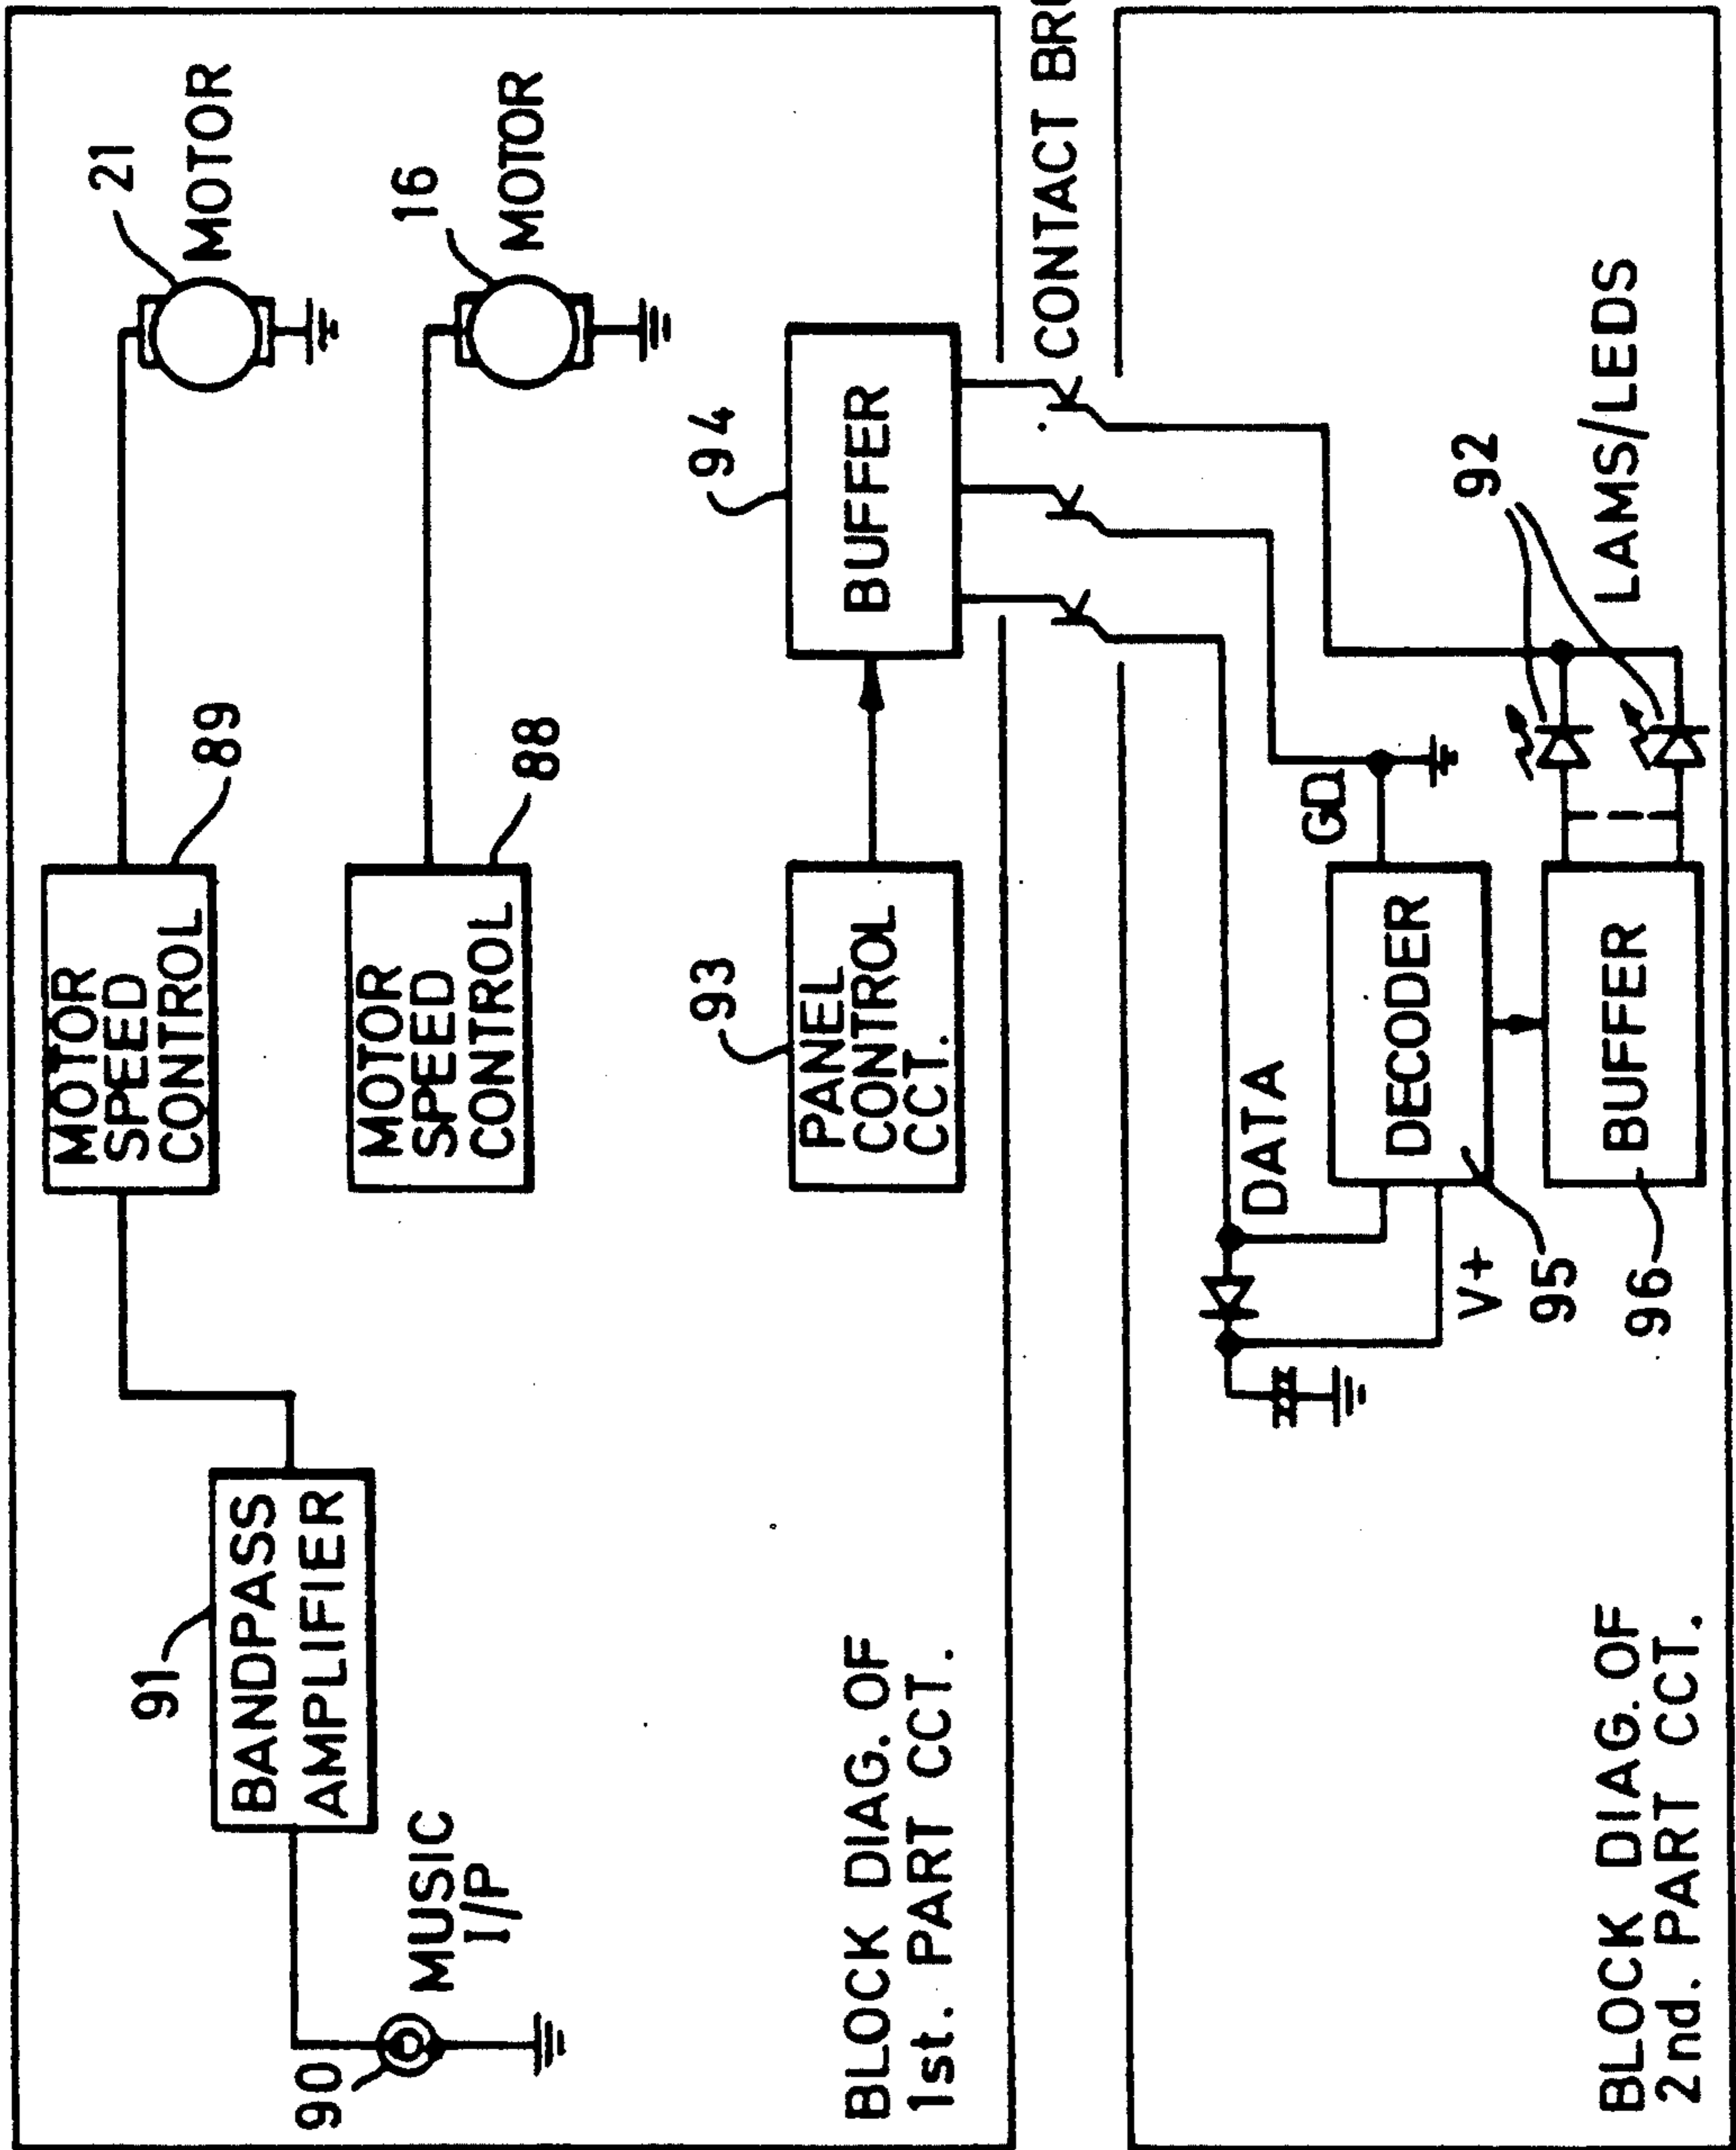 21
MOTOR
MOTOR
SPEED
CONTROL
89
91
BANDPASS
AMPLIFIER
16
MOTOR
MOTOR
SPEED
CONTROL
88
90
MUSIC
I/P
93
PANEL
CONTROL
CCT.
94
BUFFER
BLOCK DIAG. OF
1st. PART CCT.
CONTACT
DATA
GD
DECODER
V+
95
92
LAMS/LEDS
BUFFER
96
BLOCK DIAG. OF
2nd. PART CCT.